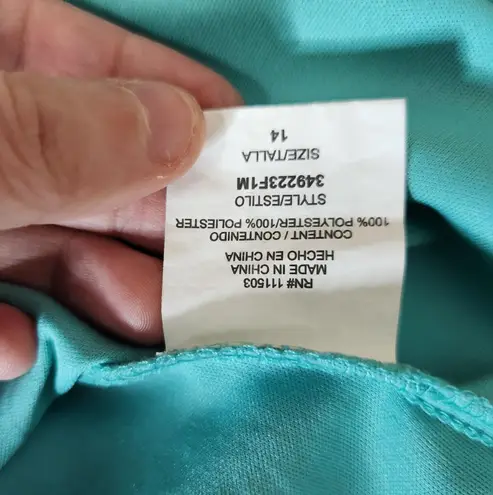 RN# 111503
MADE IN CHINA
HECHO EN CHINA
CONTENT / CONTENIDO
100% POLYESTER/100% POLIESTER
STYLE/ESTILO
349223F1M
SIZE/TALLA
14